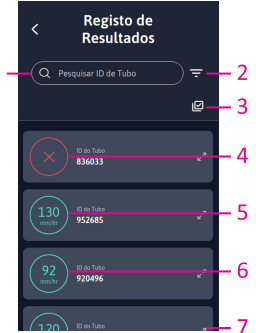 Registo de
Resultados
Pesquisar ID de Tubo
2
3
ID do Tubo
836033
4
130
mm/hr
ID do Tubo
952685
5
92
mm/hr
ID do Tubo
920496
6
120
ID do Tubo
7